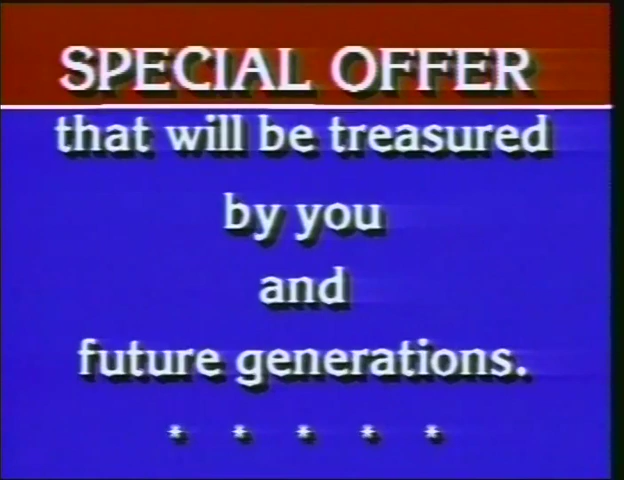 SPECIAL OFFER
that will be treasured
by you
and
future generations.
* * * * *